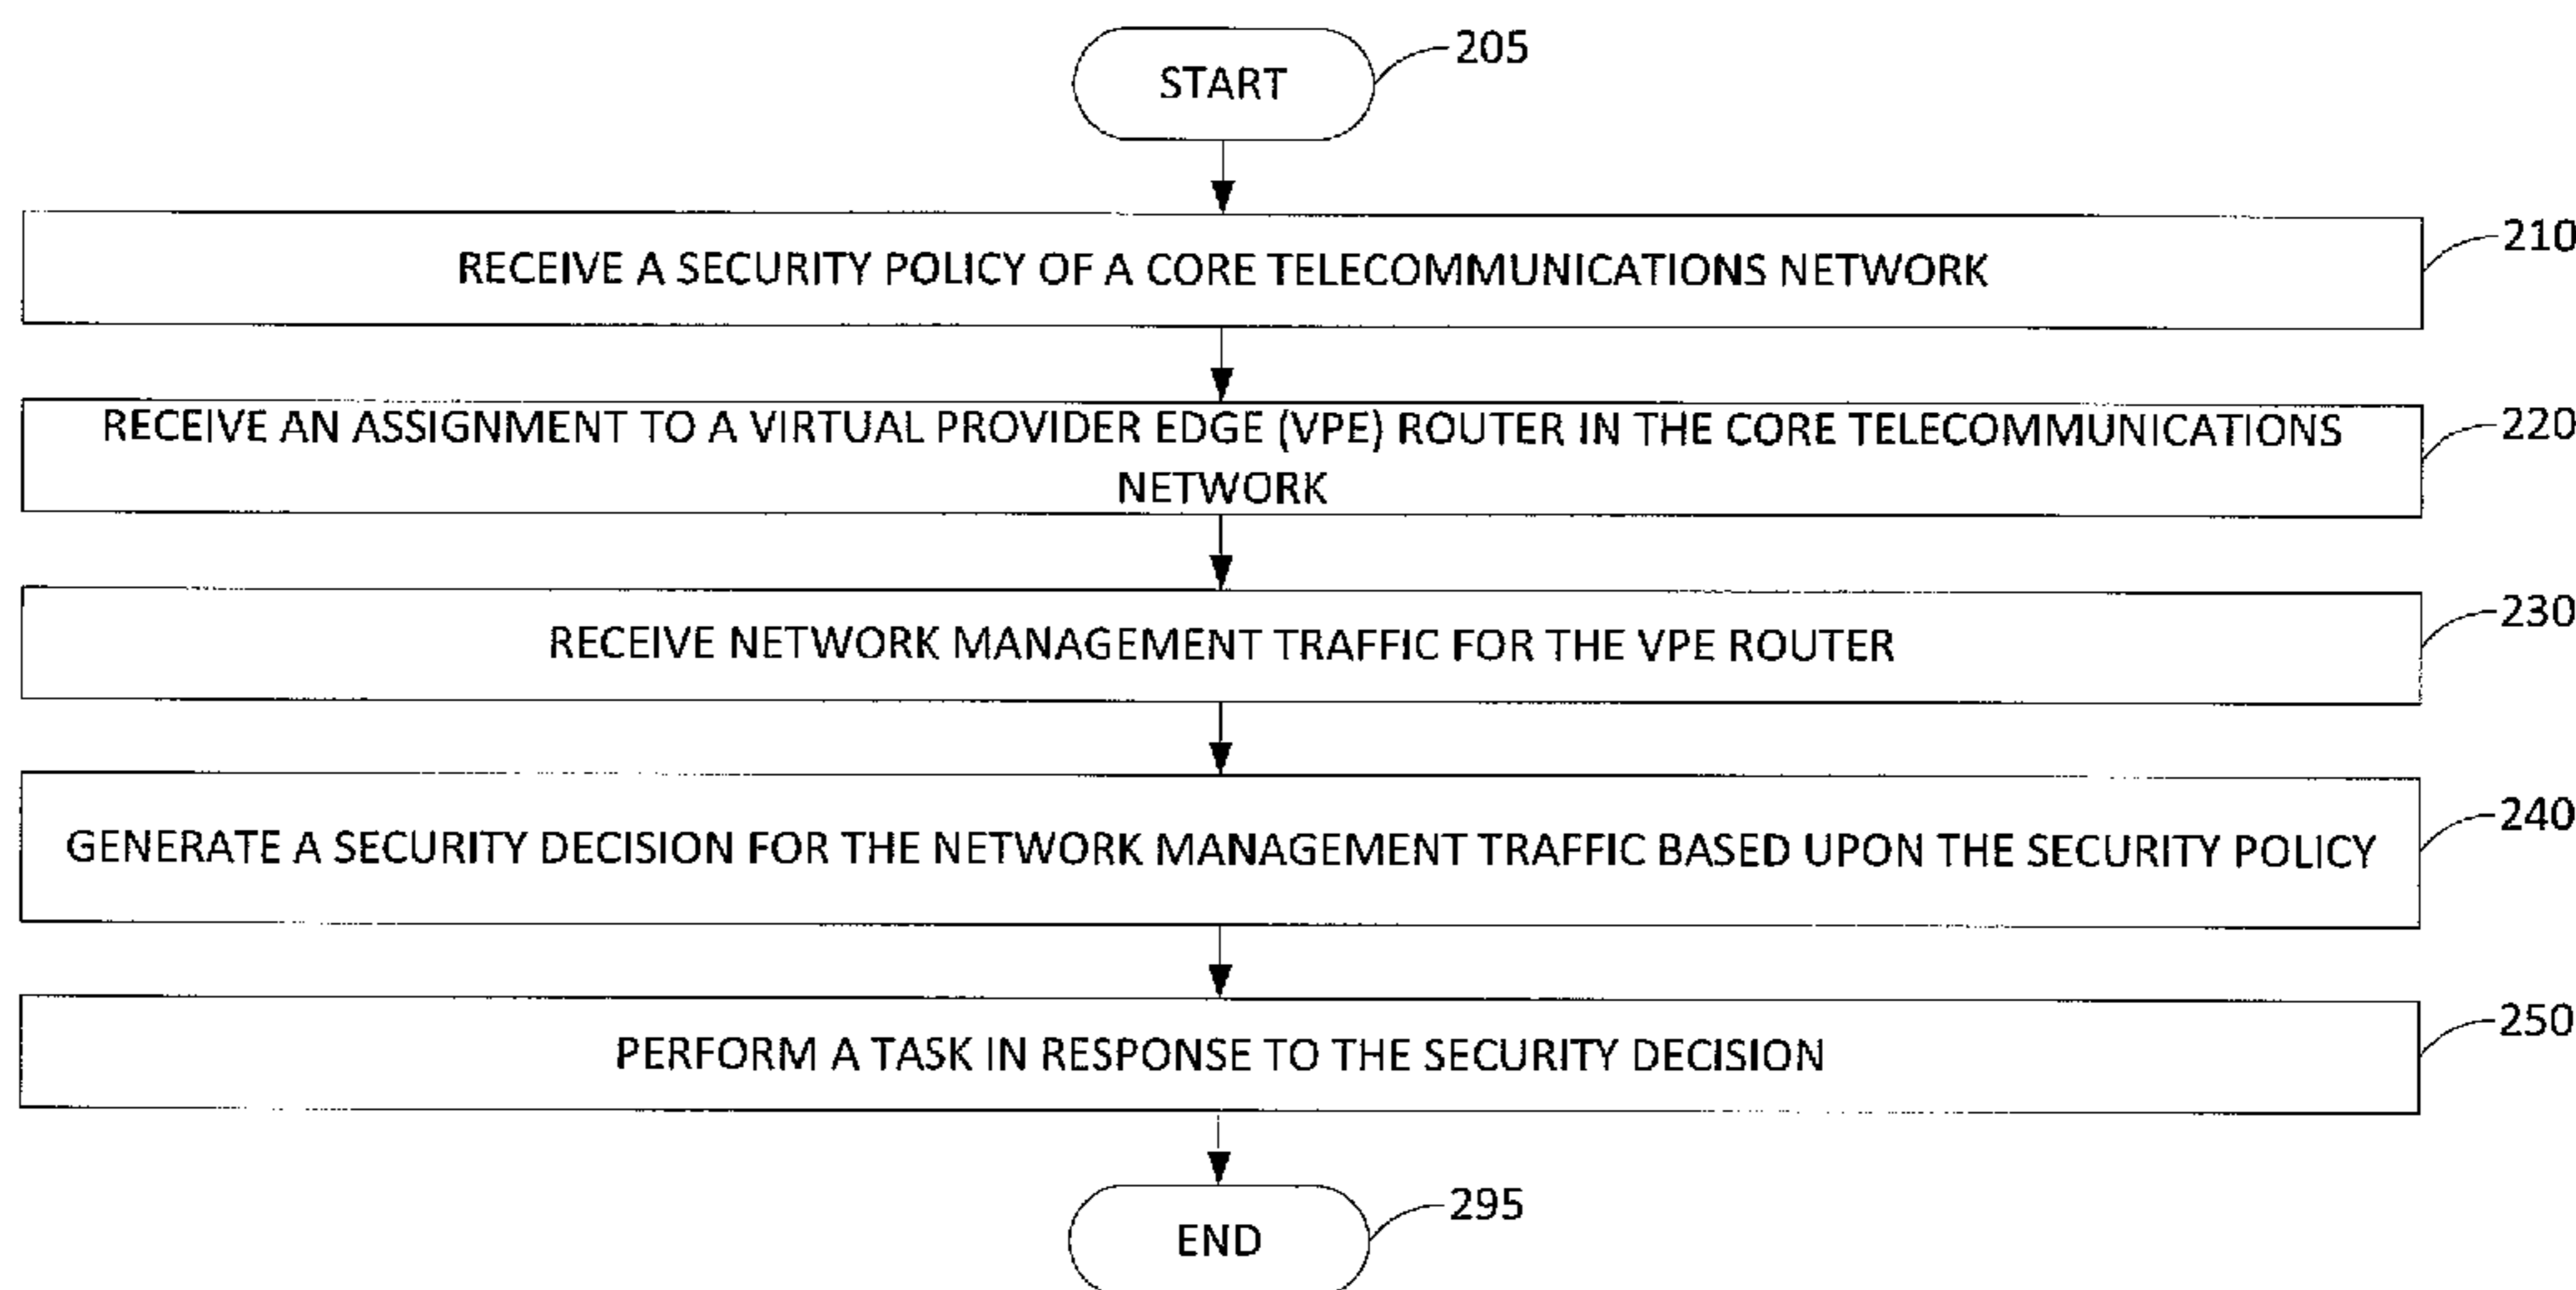 START
205
RECEIVE A SECURITY POLICY OF A CORE TELECOMMUNICATIONS NETWORK
210
RECEIVE AN ASSIGNMENT TO A VIRTUAL PROVIDER EDGE (VPE) ROUTER IN THE CORE TELECOMMUNICATIONS
NETWORK
220
RECEIVE NETWORK MANAGEMENT TRAFFIC FOR THE VPE ROUTER
230
GENERATE A SECURITY DECISION FOR THE NETWORK MANAGEMENT TRAFFIC BASED UPON THE SECURITY POLICY
240
PERFORM A TASK IN RESPONSE TO THE SECURITY DECISION
250
END
295